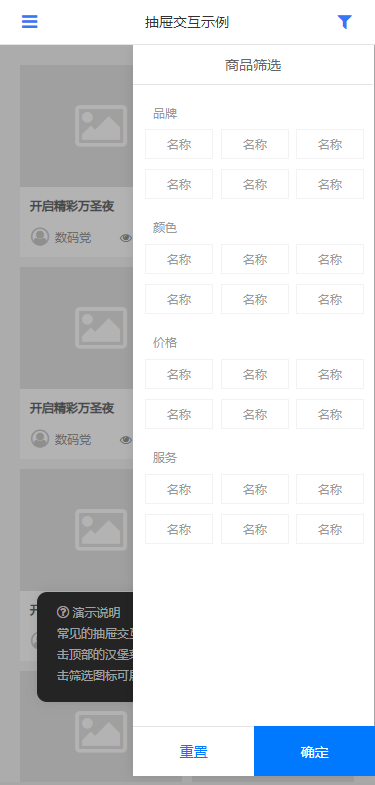 抽屉交互示例
商品筛选
品牌
名称 名称 名称
名称 名称 名称
颜色
名称 名称 名称
名称 名称 名称
价格
名称 名称 名称
名称 名称 名称
服务
名称 名称 名称
名称 名称 名称
重置 确定
开启精彩万圣夜
数码党
开启精彩万圣夜
数码党
开
演示说明
常见的抽屉交互
击顶部的汉堡
击筛选图标可